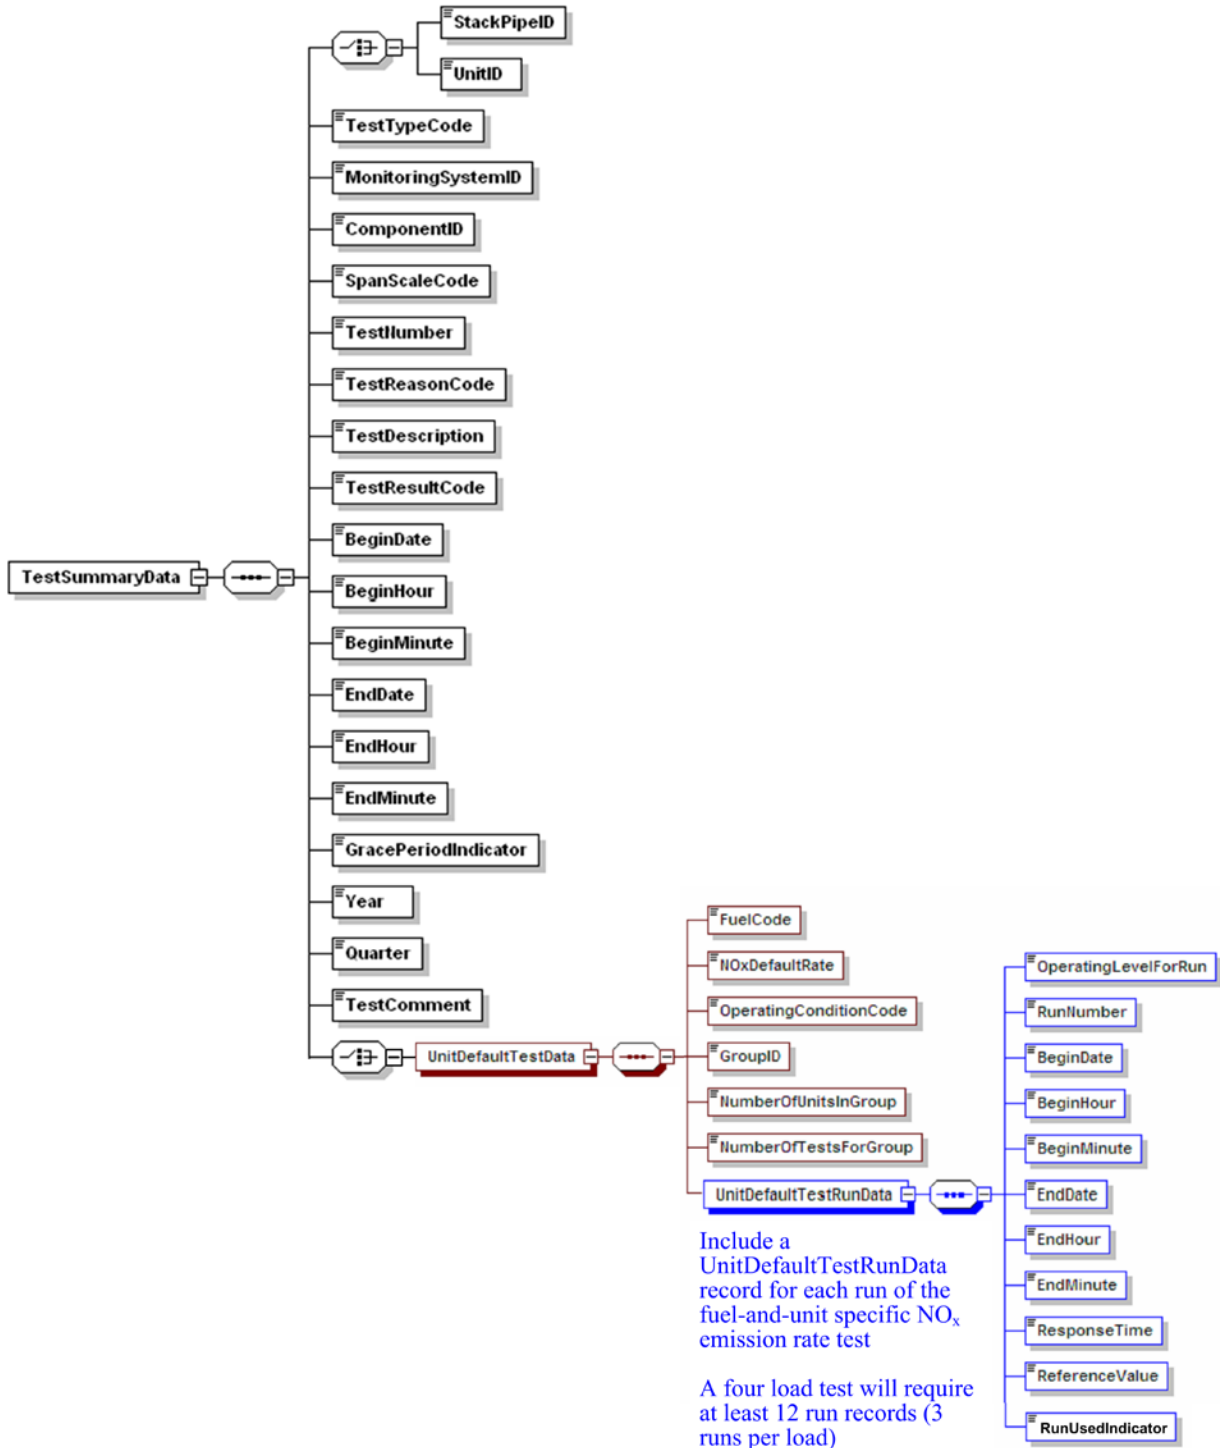 StackPipeID
UnitID
TestTypeCode
MonitoringSystemID
ComponentID
SpanScaleCode
TestNumber
TestReasonCode
TestDescription
TestResultCode
BeginDate
TestSummaryData
BeginHour
BeginMinute
EndDate
EndHour
EndMinute
GracePeriodIndicator
Year
Quarter
TestComment
UnitDefaultTestData
FuelCode
NOxDefaultRate
OperatingConditionCode
GroupID
NumberOfUnitsInGroup
NumberOfTestsForGroup
UnitDefaultTestRunData
OperatingLevelForRun
RunNumber
BeginDate
BeginHour
BeginMinute
EndDate
EndHour
EndMinute
ResponseTime
ReferenceValue
RunUsedIndicator
Include a
UnitDefaultTestRunData
record for each run of the
fuel-and-unit specific NOx
emission rate test
A four load test will require
at least 12 run records (3
runs per load)